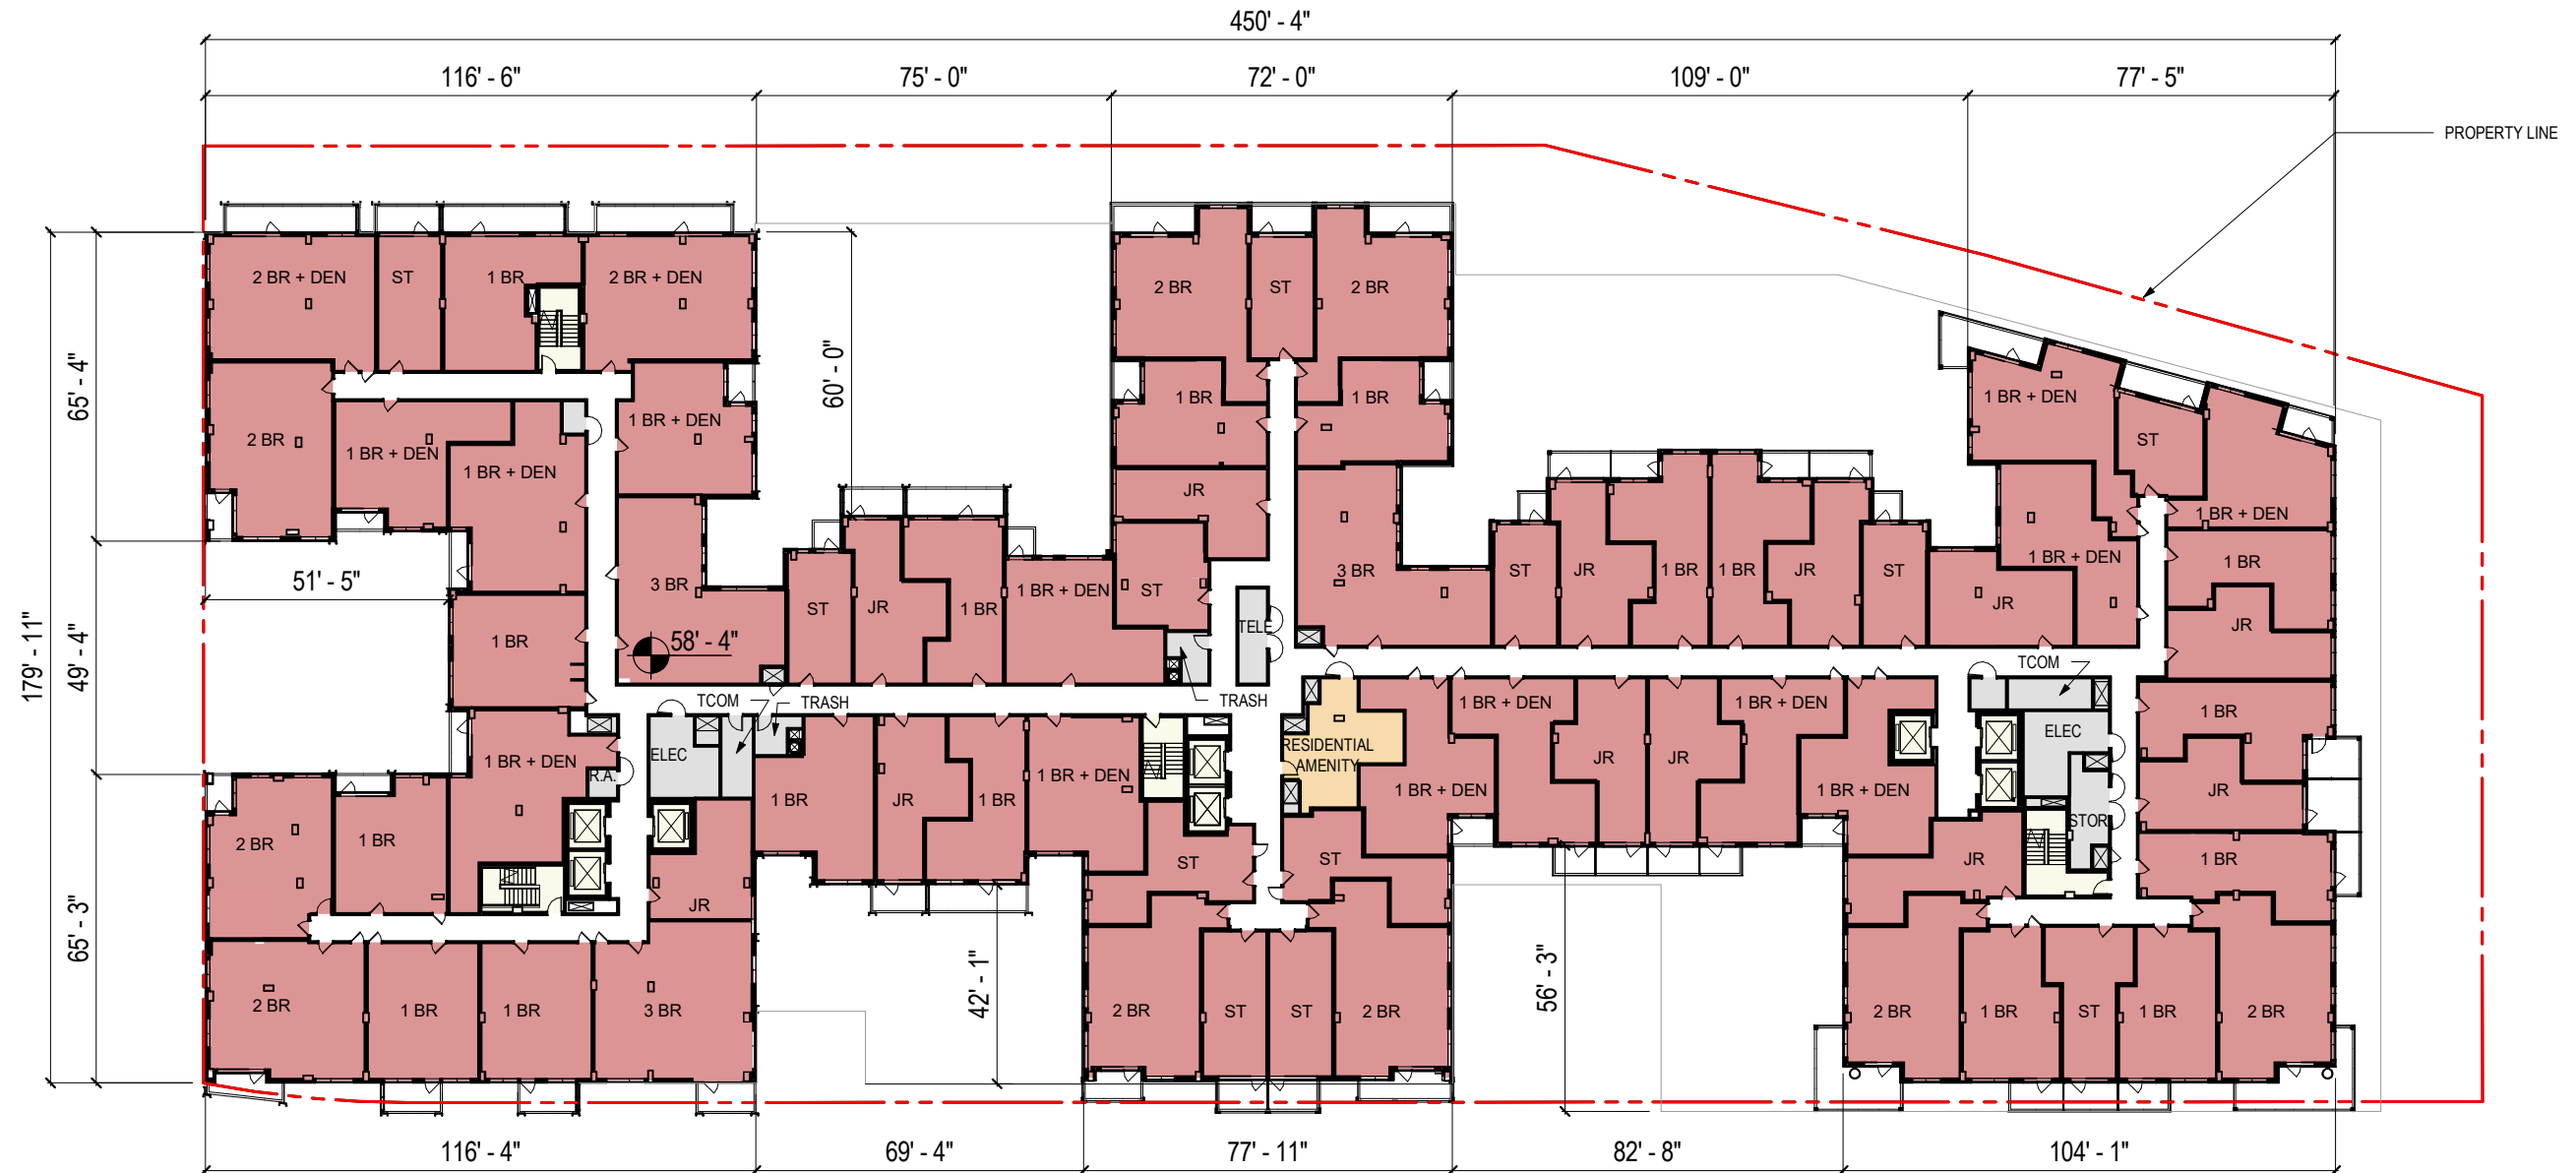 450' - 4"
116' - 6"
75' - 0"
72' - 0"
109' - 0"
77' - 5"
PROPERTY LINE
2 BR + DEN
ST
1 BR
2 BR + DEN
2 BR
ST
2 BR
65' - 4"
60' - 0"
1 BR
1 BR
1 BR + DEN
2 BR
1 BR + DEN
1 BR + DEN
1 BR + DEN
ST
JR
1 BR + DEN
51' - 5"
3 BR
ST
JR
1 BR
1 BR + DEN
ST
3 BR
ST
JR
1 BR
1 BR
JR
ST
JR
1 BR + DEN
1 BR
JR
179' - 11"
49' - 4"
1 BR
58' - 4"
TELE
TCOM
TRASH
TRASH
TCOM
1 BR + DEN
R.A.
ELEC
RESIDENTIAL
AMENITY
1 BR + DEN
1 BR + DEN
ELEC
1 BR
1 BR
JR
1 BR
1 BR + DEN
1 BR + DEN
JR
JR
1 BR + DEN
JR
STOR
2 BR
1 BR
JR
ST
ST
JR
1 BR
65' - 3"
42' - 1"
56' - 3"
2 BR
1 BR
1 BR
3 BR
2 BR
ST
ST
2 BR
2 BR
1 BR
ST
1 BR
2 BR
116' - 4"
69' - 4"
77' - 11"
82' - 8"
104' - 1"